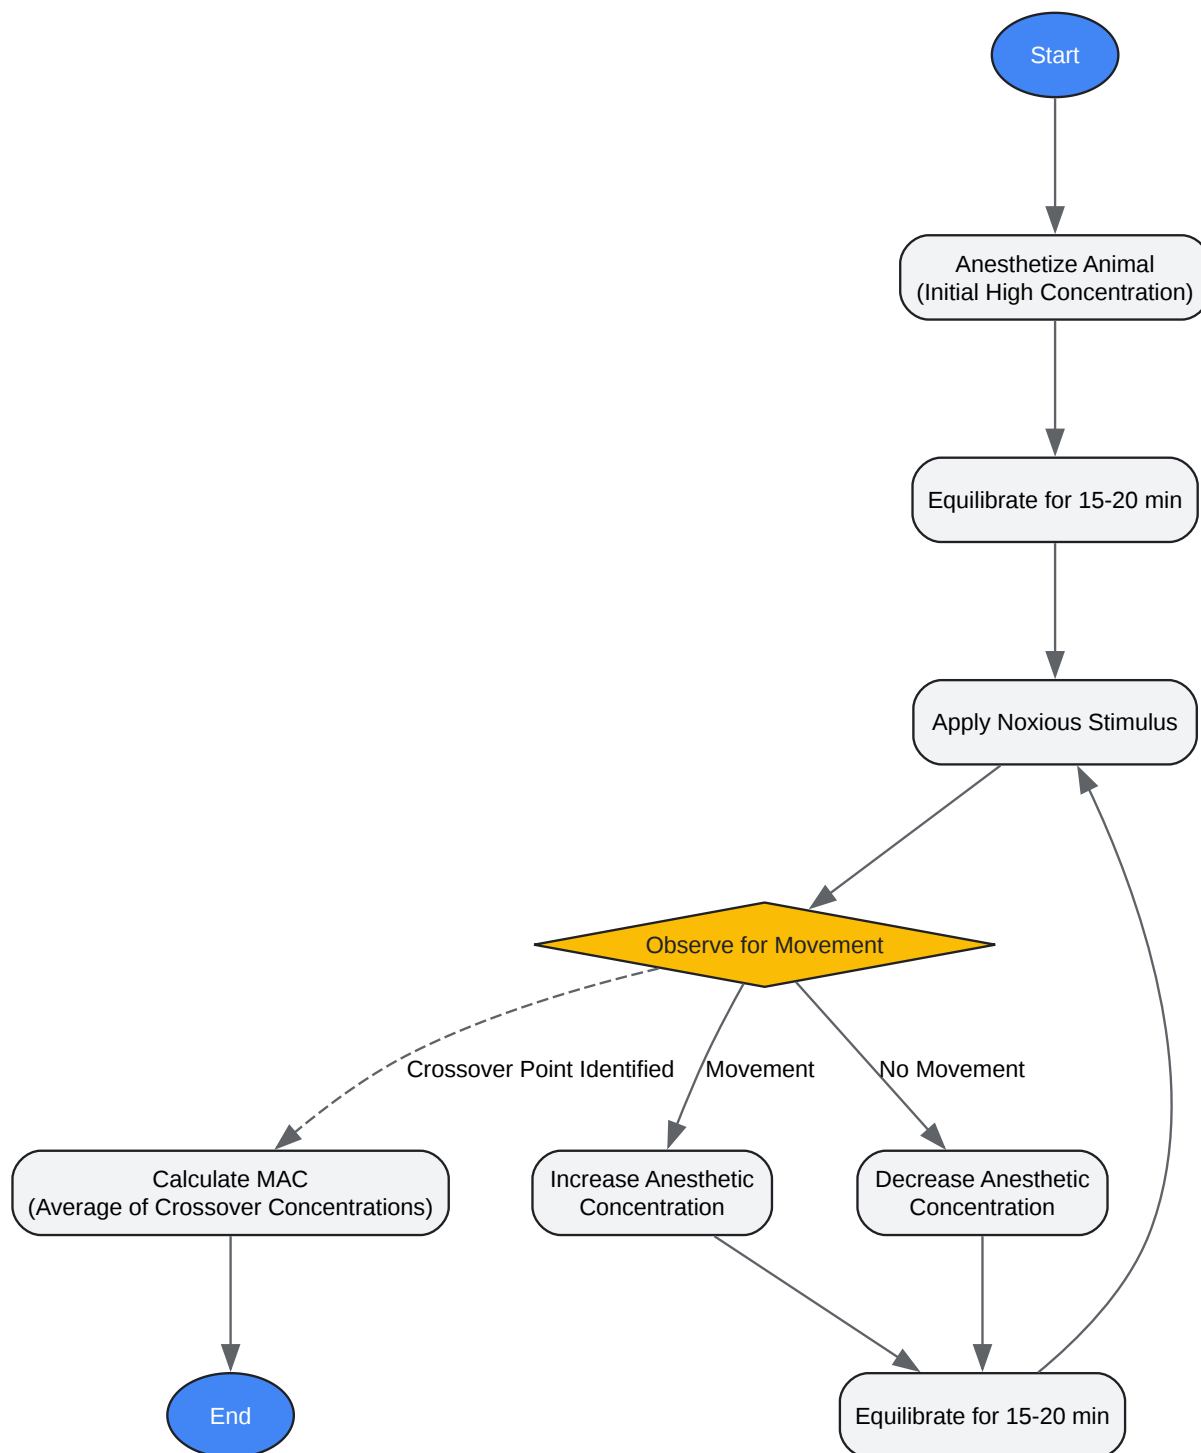 Start
Anesthetize Animal
(Initial High Concentration)
Equilibrate for 15-20 min
Apply Noxious Stimulus
Observe for Movement
Crossover Point Identified
Movement
No Movement
Calculate MAC
(Average of Crossover Concentrations)
Increase Anesthetic
Concentration
Decrease Anesthetic
Concentration
End
Equilibrate for 15-20 min